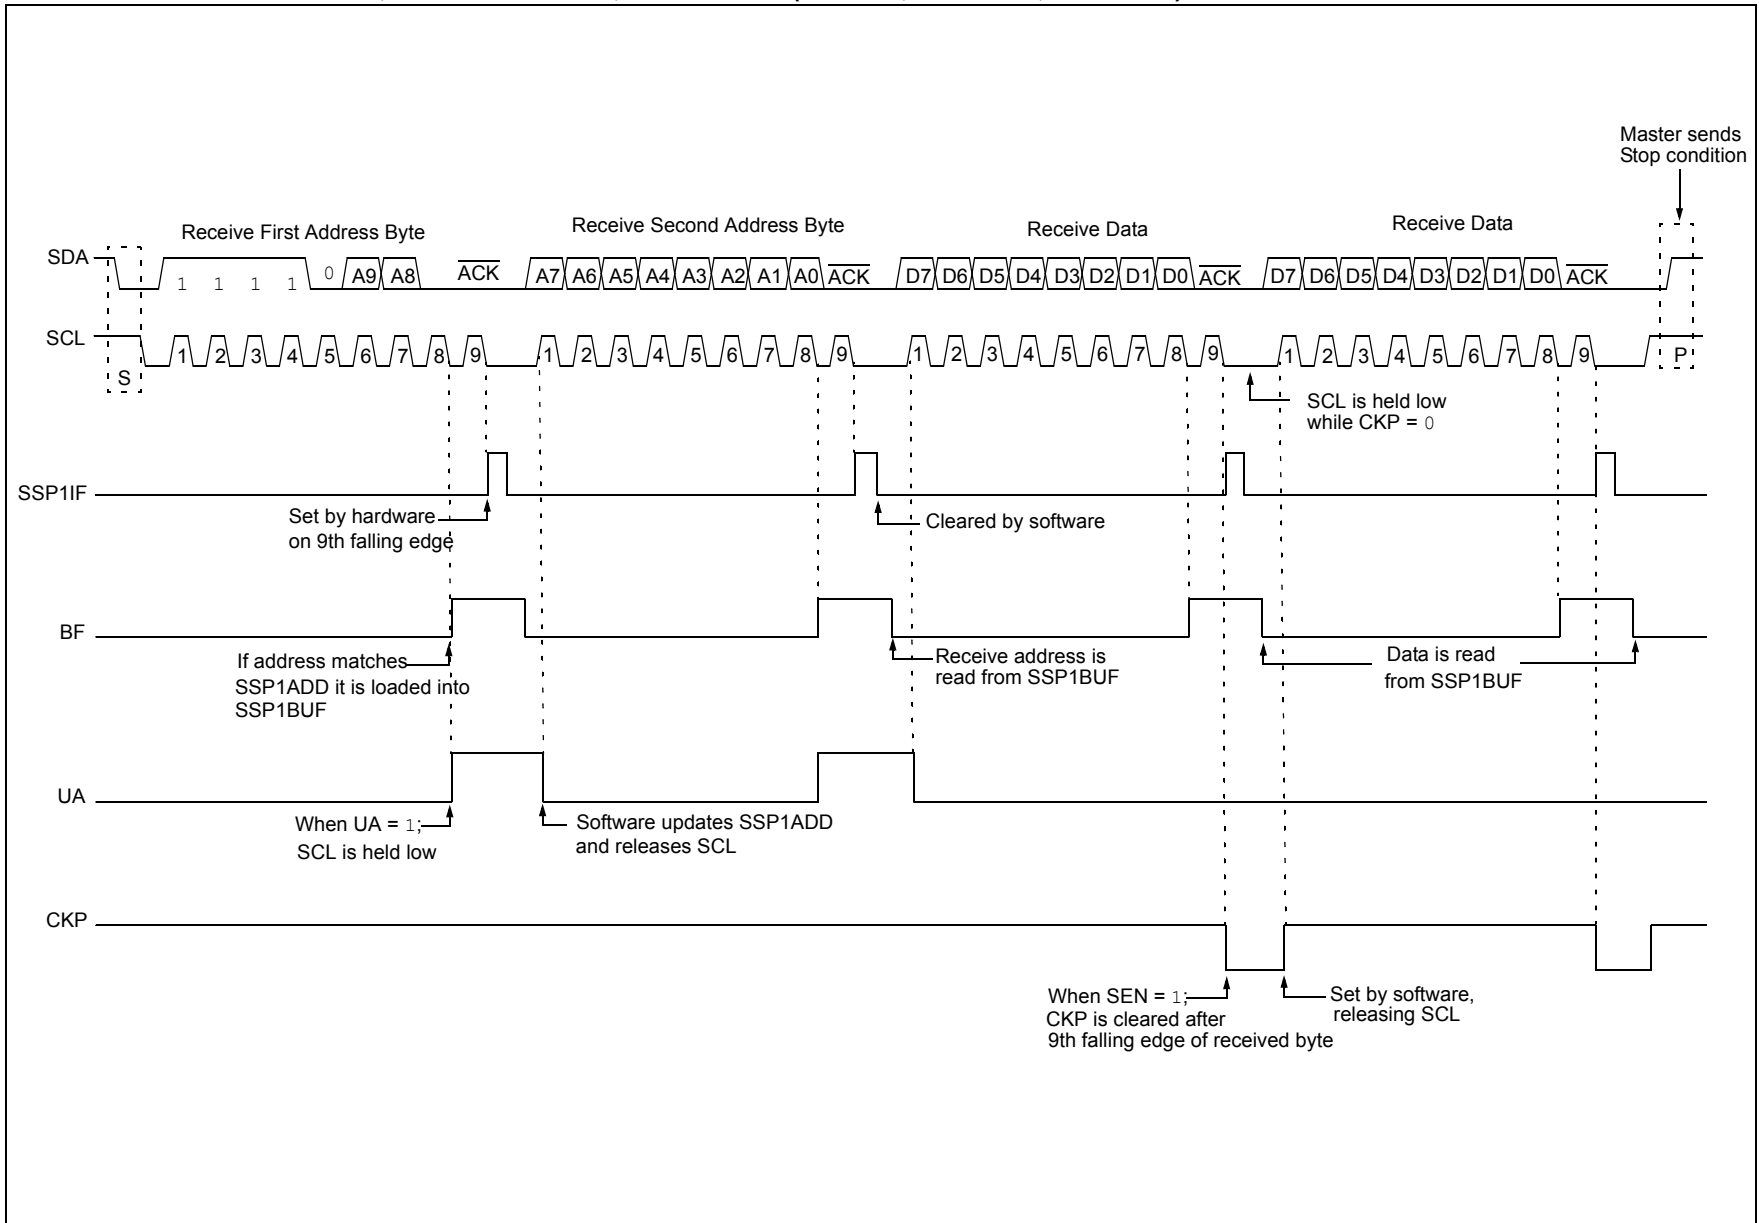 Master sends
Stop condition
Receive First Address Byte
Receive Second Address Byte
Receive Data
Receive Data
SDA
1 1 1 1 0 A9 A8 ACK A7 A6 A5 A4 A3 A2 A1 A0 ACK D7 D6 D5 D4 D3 D2 D1 D0 ACK D7 D6 D5 D4 D3 D2 D1 D0 ACK
SCL
S 1 2 3 4 5 6 7 8 9 1 2 3 4 5 6 7 8 9 1 2 3 4 5 6 7 8 9 1 2 3 4 5 6 7 8 9 P
SCL is held low
while CKP = 0
SSP1IF
Set by hardware
on 9th falling edge
Cleared by software
BF
If address matches
SSP1ADD it is loaded into
SSP1BUF
Receive address is
read from SSP1BUF
Data is read
from SSP1BUF
UA
When UA = 1;
SCL is held low
Software updates SSP1ADD
and releases SCL
CKP
When SEN = 1;
CKP is cleared after
9th falling edge of received byte
Set by software,
releasing SCL